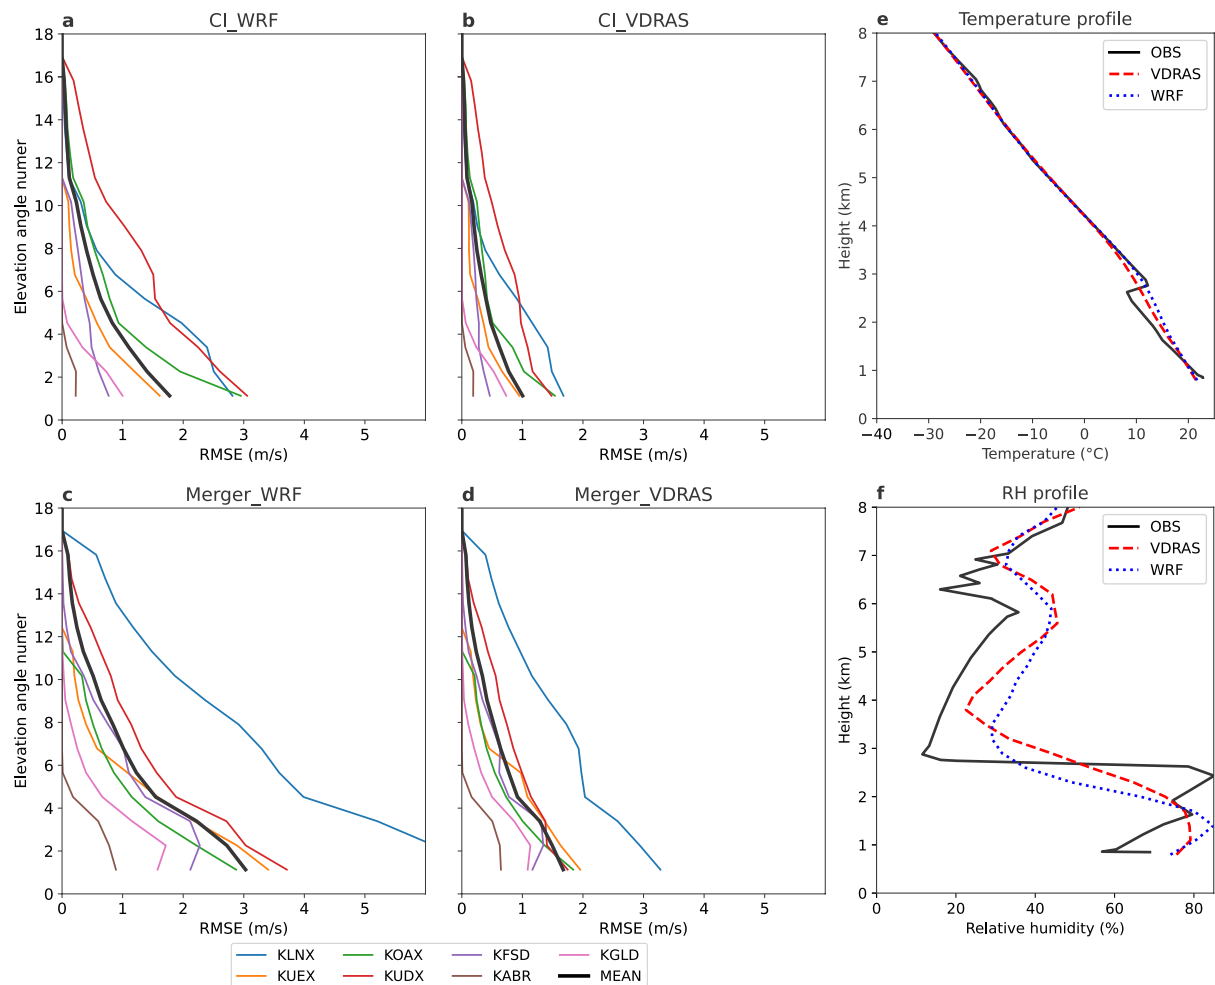 a CI_WRF
18
16
14
12
10
8
6
4
2
0
Elevation angle numer
0 1 2 3 4 5
RMSE (m/s)
b CI_VDRAS
0 1 2 3 4 5
RMSE (m/s)
e Temperature profile
8
7
6
5
4
3
2
1
0
Height (km)
OBS
VDRAS
WRF
−40 −30 −20 −10 0 10 20
Temperature (°C)
c Merger_WRF
18
16
14
12
10
8
6
4
2
0
Elevation angle numer
0 1 2 3 4 5
RMSE (m/s)
d Merger_VDRAS
0 1 2 3 4 5
RMSE (m/s)
f RH profile
8
7
6
5
4
3
2
1
0
Height (km)
OBS
VDRAS
WRF
0 20 40 60 80
Relative humidity (%)
KLNX KOAX KFSD KGLD
KUEX KUDX KABR MEAN